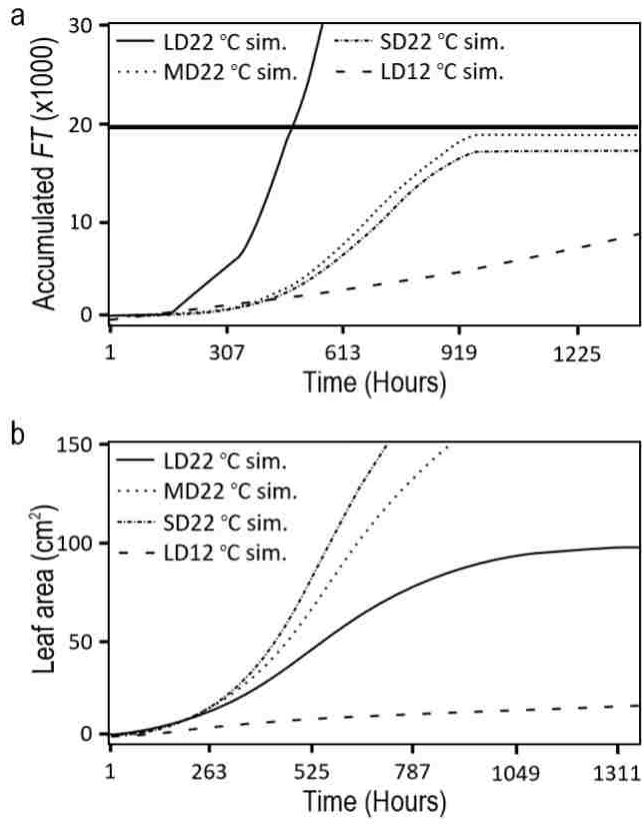 a
Accumulated FT (x1000)
30
20
10
0
LD22 °C sim.
SD22 °C sim.
MD22 °C sim.
LD12 °C sim.
1 307 613 919 1225
Time (Hours)
b
Leaf area (cm²)
150
100
50
0
LD22 °C sim.
MD22 °C sim.
SD22 °C sim.
LD12 °C sim.
1 263 525 787 1049 1311
Time (Hours)